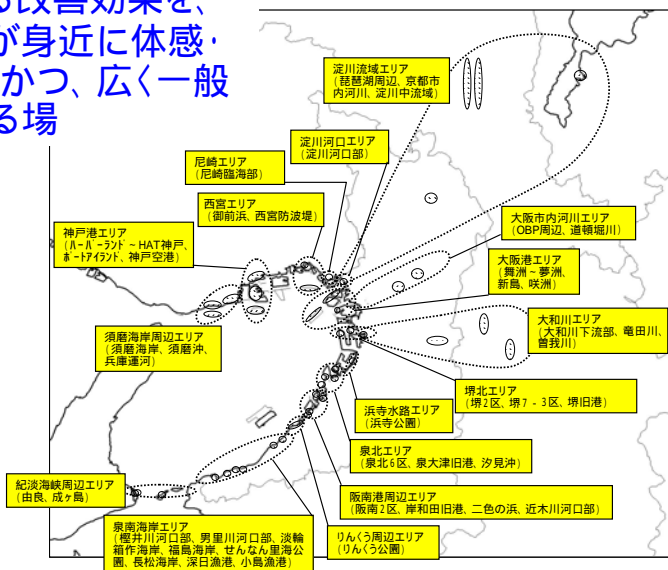 る改善効果を、
が身近に体感・
かつ、広く一般
る場
淀川流域エリア
(琵琶湖周辺、京都市
内河川、淀川中流域)
淀川河口エリア
(淀川河口部)
尼崎エリア
(尼崎臨海部)
西宮エリア
(御前浜、西宮防波堤)
神戸港エリア
(ハーバーランド～HAT神戸、
ポートアイランド、神戸空港)
大阪市内河川エリア
(OBP周辺、道頓堀川)
大阪港エリア
(舞洲～夢洲、
新島、咲洲)
大和川エリア
(大和川下流部、竜田川、
曽我川)
須磨海岸周辺エリア
(須磨海岸、須磨沖、
兵庫運河)
堺北エリア
(堺2区、堺7-3区、堺旧港)
浜寺水路エリア
(浜寺公園)
泉北エリア
(泉北6区、泉大津旧港、汐見沖)
紀淡海峡周辺エリア
(由良、成ヶ島)
阪南港周辺エリア
(阪南2区、岸和田旧港、二色の浜、近木川河口部)
泉南海岸エリア
(樫井川河口部、男里川河口部、淡輪
箱作海岸、福島海岸、せんなん里海公
園、長松海岸、深日漁港、小島漁港)
りんくう周辺エリア
(りんくう公園)